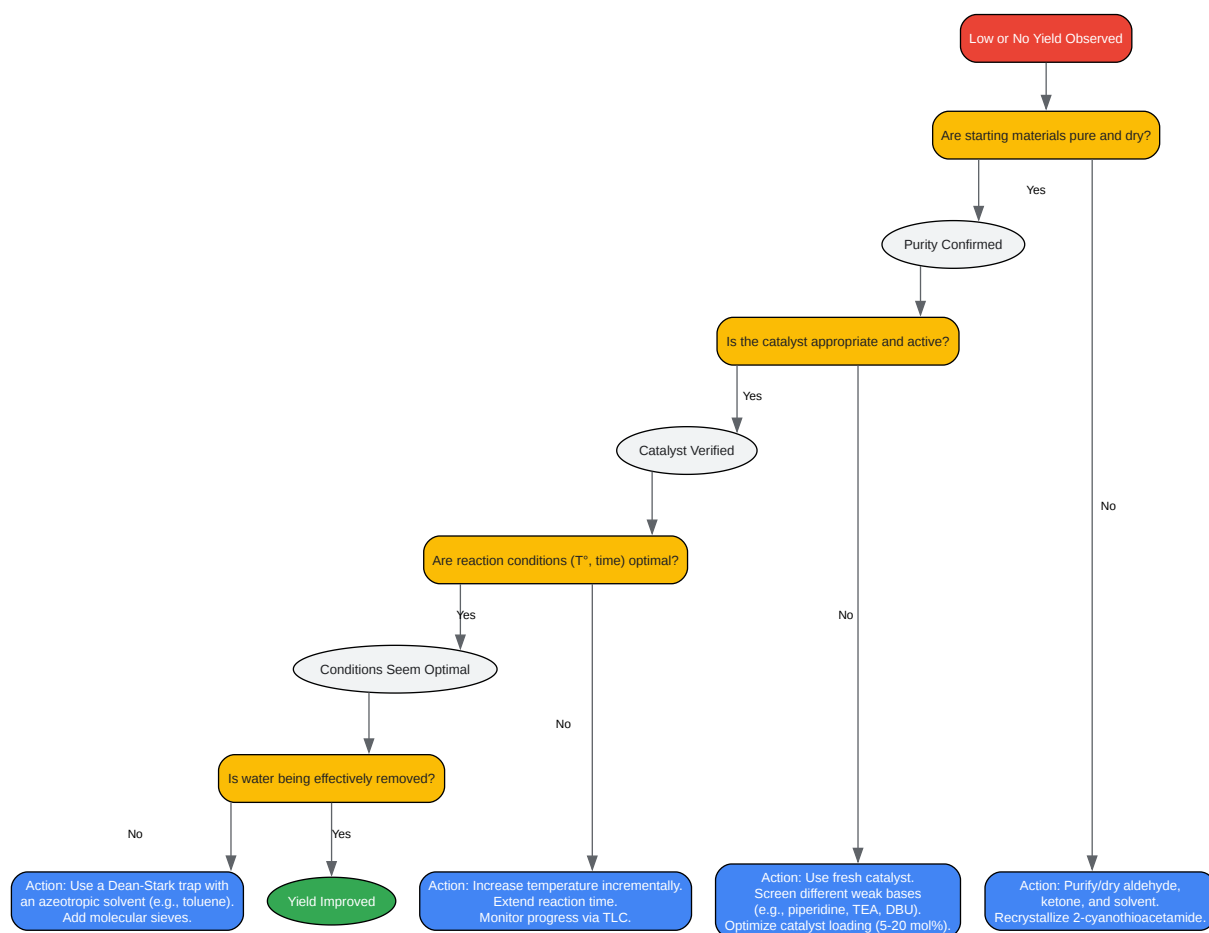 Low or No Yield Observed
Are starting materials pure and dry?
Yes
Purity Confirmed
Is the catalyst appropriate and active?
Yes
Catalyst Verified
No
Are reaction conditions (T°, time) optimal?
Yes
No
Conditions Seem Optimal
No
Is water being effectively removed?
No
Yes
Action: Use a Dean-Stark trap with
an azeotropic solvent (e.g., toluene).
Add molecular sieves.
Yield Improved
Action: Increase temperature incrementally.
Extend reaction time.
Monitor progress via TLC.
Action: Use fresh catalyst.
Screen different weak bases
(e.g., piperidine, TEA, DBU).
Optimize catalyst loading (5-20 mol%).
Action: Purify/dry aldehyde,
ketone, and solvent.
Recrystallize 2-cyanothioacetamide.